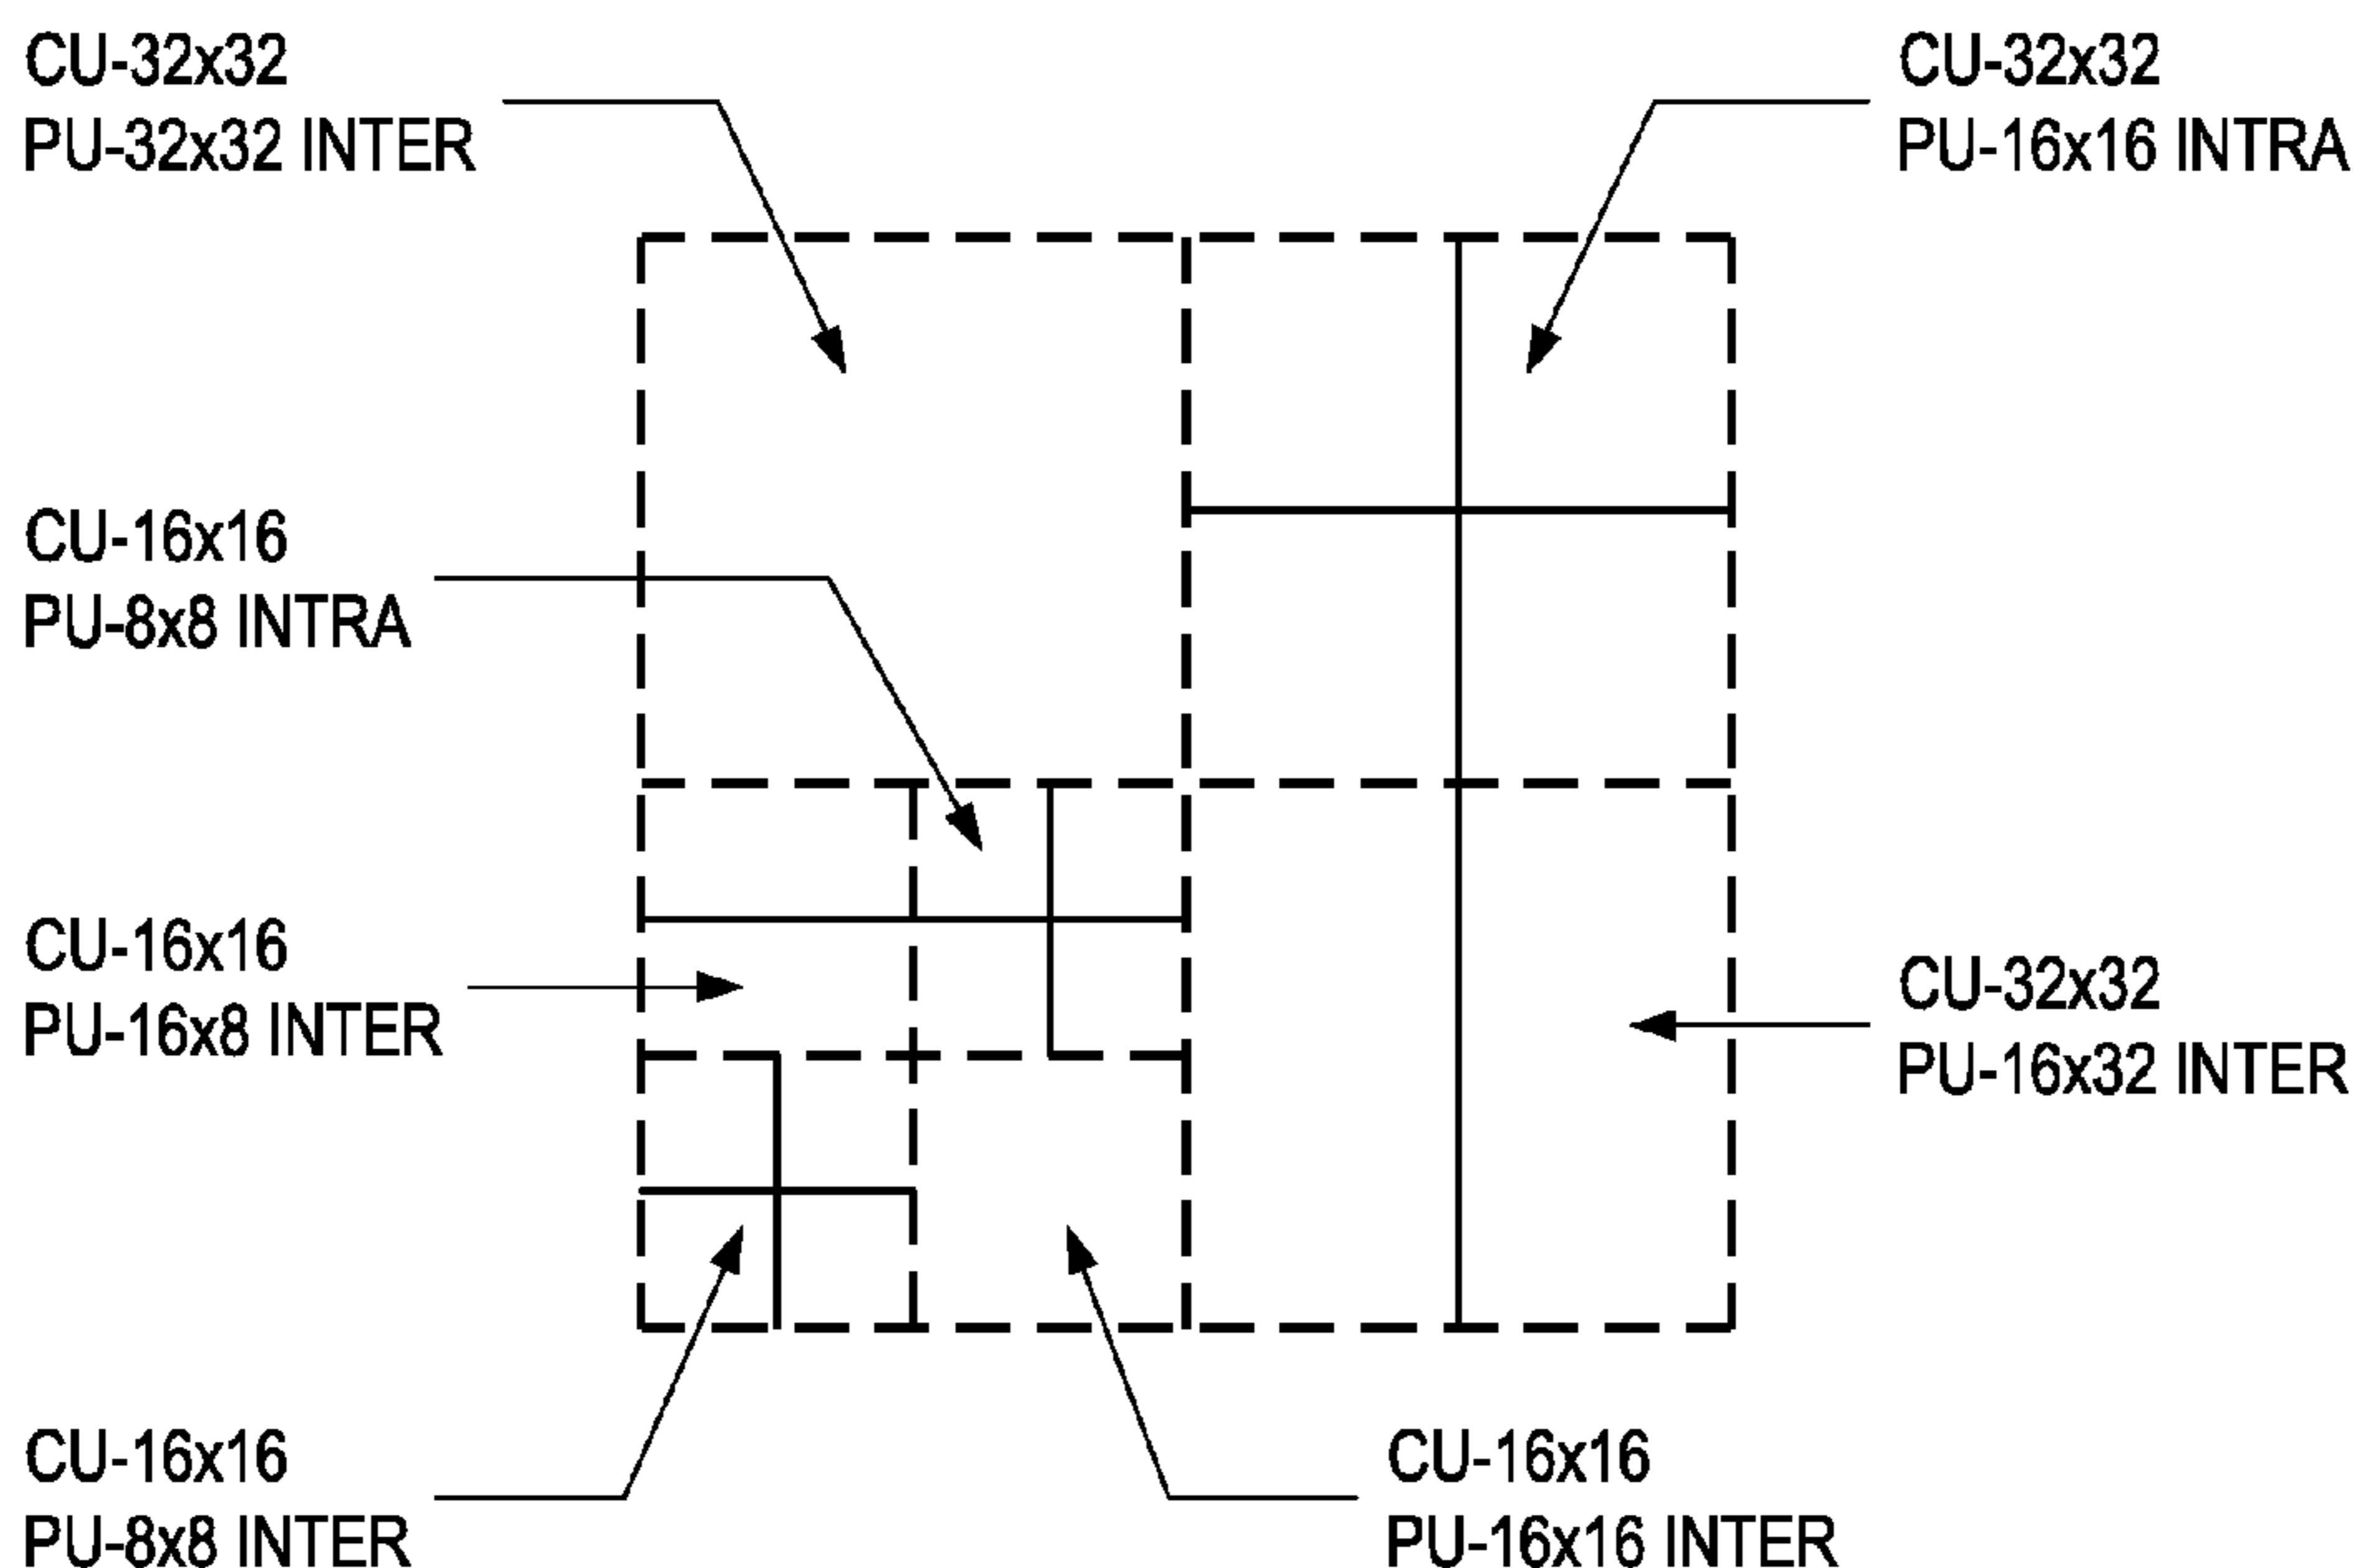 CU-32x32
PU-32x32 INTER
CU-32x32
PU-16x16 INTRA
CU-16x16
PU-8x8 INTRA
CU-16x16
PU-16x8 INTER
CU-32x32
PU-16x32 INTER
CU-16x16
PU-8x8 INTER
CU-16x16
PU-16x16 INTER